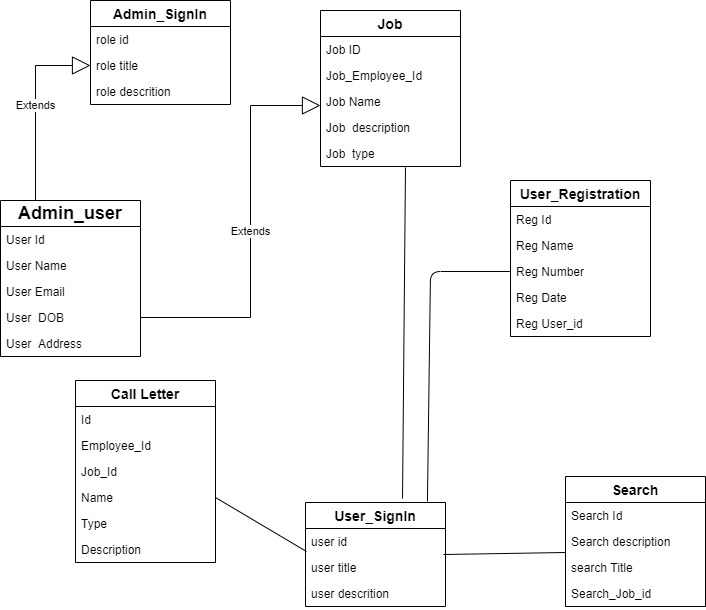 Admin_SignIn
role id
role title
role descrition
Job
Job ID
Job_Employee_Id
Job Name
Job  description
Job  type
Extends
Extends
User_Registration
Reg Id
Reg Name
Reg Number
Reg Date
Reg User_id
Admin_user
User Id
User Name
User Email
User  DOB
User  Address
Call Letter
Id
Employee_Id
Job_Id
Name
Type
Description
User_SignIn
user id
user title
user descrition
Search
Search Id
Search description
search Title
Search_Job_id